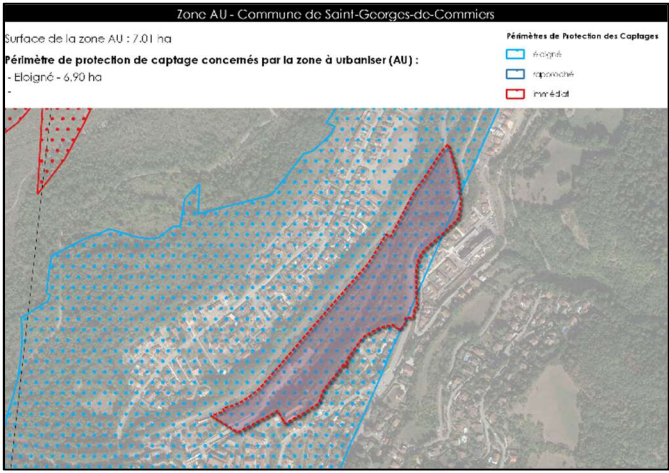 Zone AU - Commune de Saint-Georges-de-Commiers
Surface de la zone AU : 7.01 ha
Périmètre de protection de captage concernés par la zone à urbaniser (AU) :
- Eloigné - 6.90 ha
-
Périmètres de Protection des Captages
éloigné
rapproché
immédiat